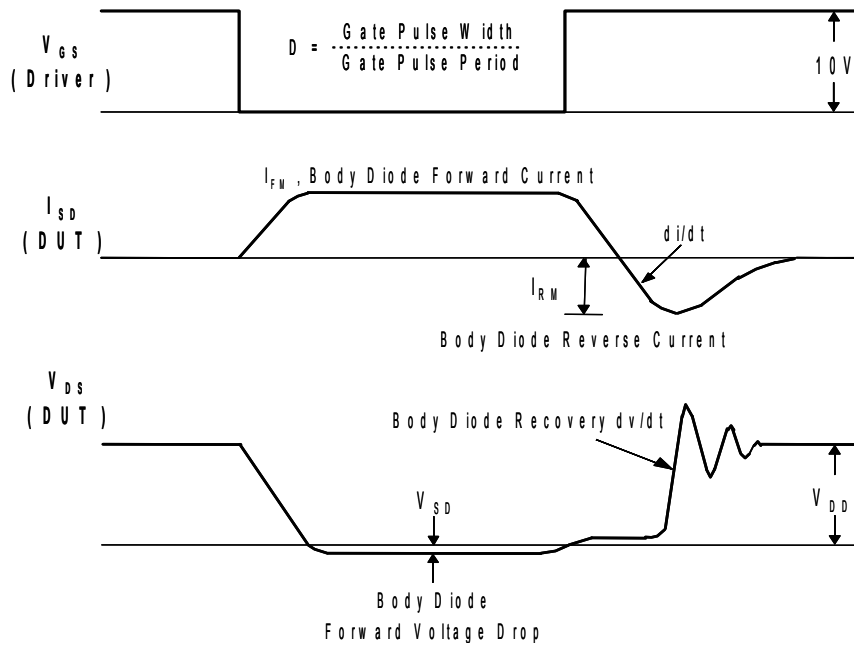 V GS
(Driver)
D = Gate Pulse Width
Gate Pulse Period
10V
I FM , Body Diode Forward Current
I SD
(DUT)
di/dt
I RM
Body Diode Reverse Current
V DS
(DUT)
Body Diode Recovery dv/dt
V SD
V DD
Body Diode
Forward Voltage Drop